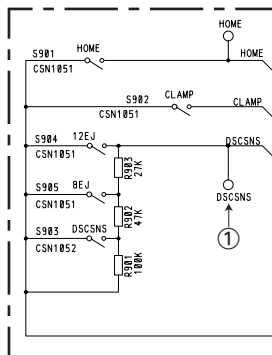 HOME
S901 HOME HOME
CSN1051
S902 CLAMP CLAMP
CSN1051
S904 12EJ DSCSNS
CSN1051
R903 27K
S905 8EJ
CSN1051
R902 47K
DSCSNS
S903 DSCSNS
CSN1052
R901 100K
1